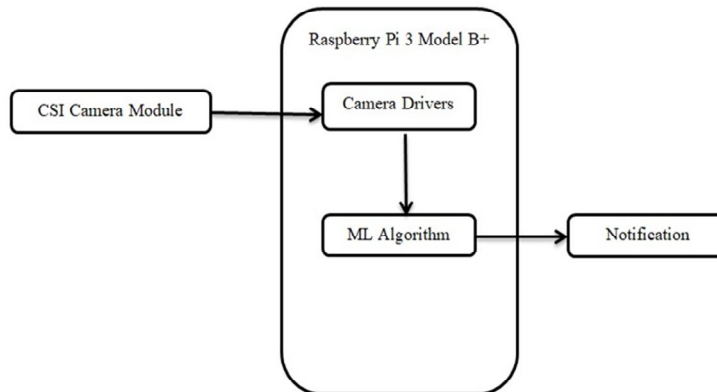 Raspberry Pi 3 Model B+
CSI Camera Module
Camera Drivers
ML Algorithm
Notification